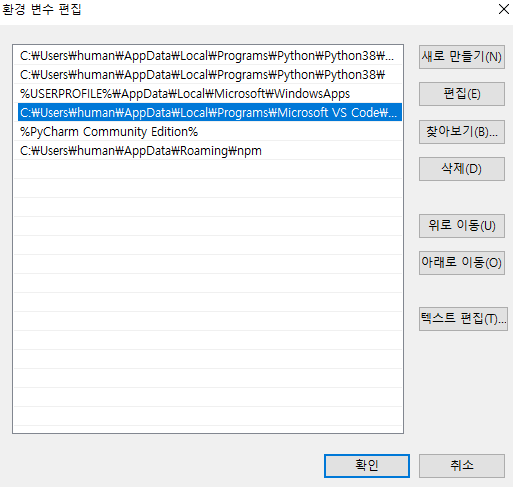 환경 변수 편집
C:₩Users₩human₩AppData₩Local₩Programs₩Python₩Python38₩...
C:₩Users₩human₩AppData₩Local₩Programs₩Python₩Python38₩
%USERPROFILE%₩AppData₩Local₩Microsoft₩WindowsApps
C:₩Users₩human₩AppData₩Local₩Programs₩Microsoft VS Code₩...
%PyCharm Community Edition%
C:₩Users₩human₩AppData₩Roaming₩npm
새로 만들기(N)
편집(E)
찾아보기(B)...
삭제(D)
위로 이동(U)
아래로 이동(O)
텍스트 편집(T)...
확인
취소